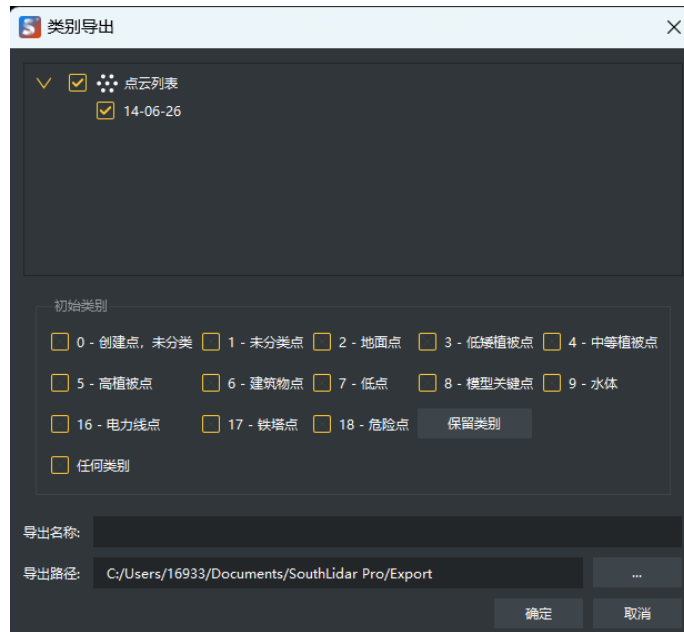 类别导出
点云列表
14-06-26
初始类别
0 - 创建点，未分类 1 - 未分类点 2 - 地面点 3 - 低矮植被点 4 - 中等植被点
5 - 高植被点 6 - 建筑物点 7 - 低点 8 - 模型关键点 9 - 水体
16 - 电力线点 17 - 铁塔点 18 - 危险点 保留类别
任何类别
导出名称:
导出路径: C:/Users/16933/Documents/SouthLidar Pro/Export ...
确定 取消